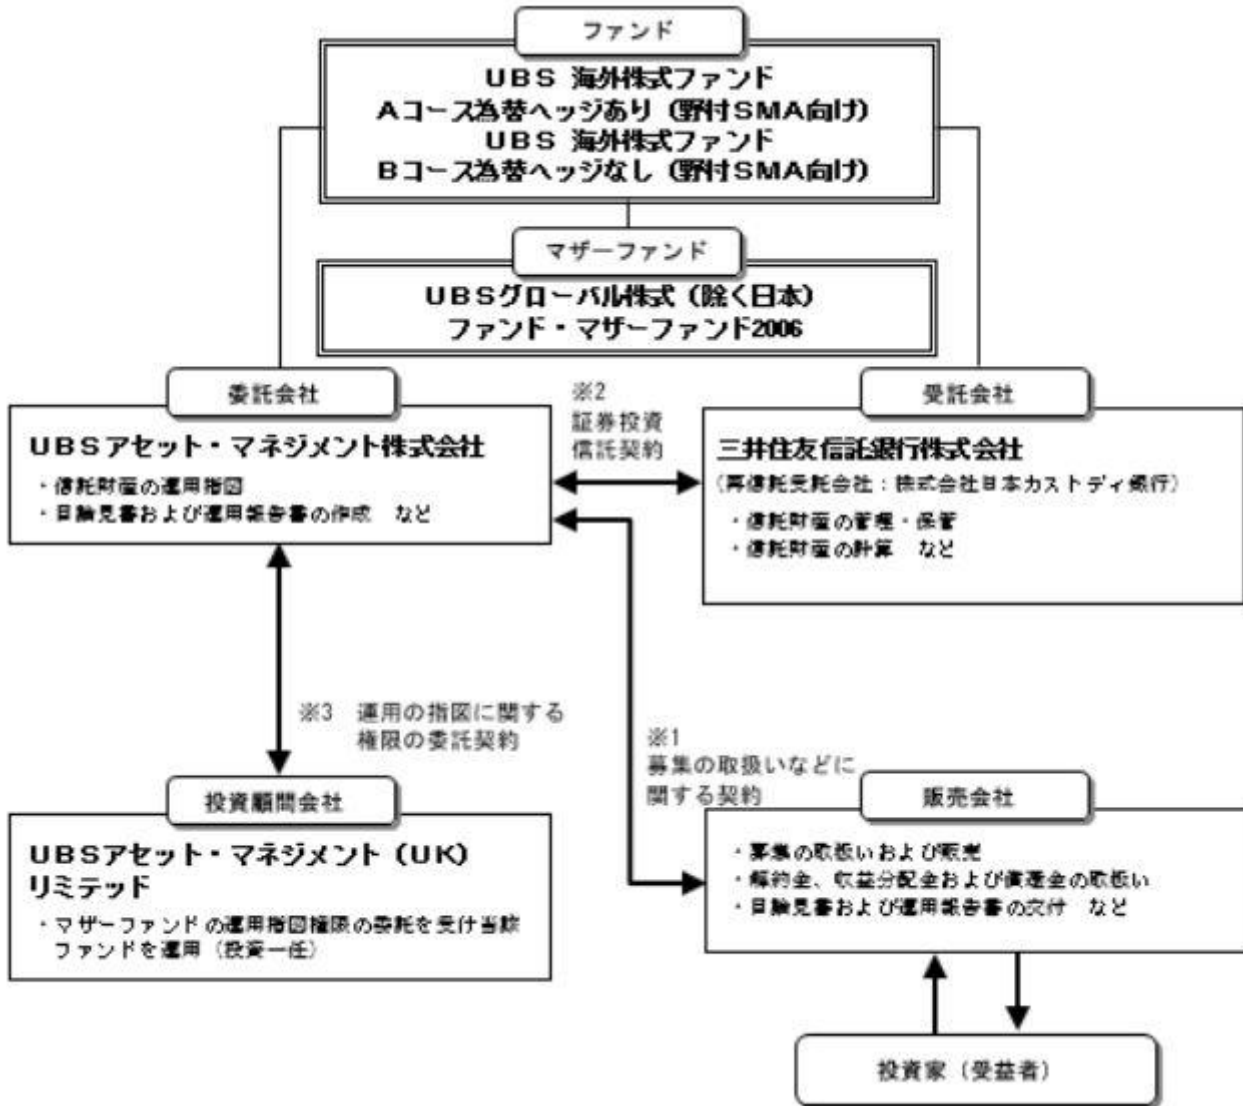 ファンド
UBS 海外株式ファンド
Aコース為替ヘッジあり（野村SMA向け）
UBS 海外株式ファンド
Bコース為替ヘッジなし（野村SMA向け）
マザーファンド
UBSグローバル株式（除く日本）
ファンド・マザーファンド2006
委託会社
UBSアセット・マネジメント株式会社
・信託財産の運用指図
・目論見書および運用報告書の作成　など
※2
証券投資
信託契約
受託会社
三井住友信託銀行株式会社
（再信託受託会社：株式会社日本カストディ銀行）
・信託財産の管理・保管
・信託財産の計算　など
※3　運用の指図に関する
権限の委託契約
※1
募集の取扱いなどに
関する契約
投資顧問会社
UBSアセット・マネジメント（UK）
リミテッド
・マザーファンドの運用指図権限の委託を受け当該
ファンドを運用（投資一任）
販売会社
・募集の取扱いおよび販売
・解約金、収益分配金および償還金の取扱い
・目論見書および運用報告書の交付　など
投資家（受益者）